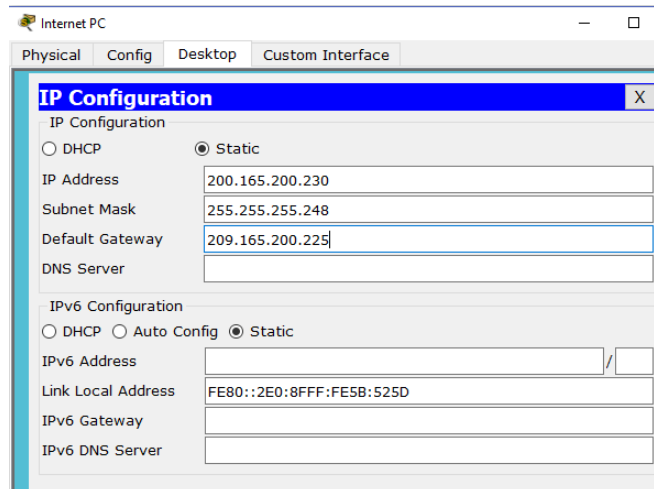 Internet PC
Physical Config Desktop Custom Interface
IP Configuration X
IP Configuration
DHCP Static
IP Address 200.165.200.230
Subnet Mask 255.255.255.248
Default Gateway 209.165.200.225
DNS Server
IPv6 Configuration
DHCP Auto Config Static
IPv6 Address /
Link Local Address FE80::2E0:8FFF:FE5B:525D
IPv6 Gateway
IPv6 DNS Server